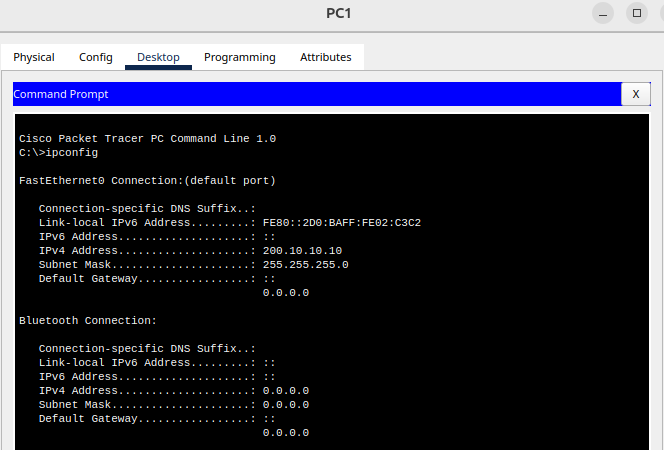 PC1
Physical Config Desktop Programming Attributes
Command Prompt X
Cisco Packet Tracer PC Command Line 1.0
C:\>ipconfig
FastEthernet0 Connection:(default port)
Connection-specific DNS Suffix..:
Link-local IPv6 Address.........: FE80::2D0:BAFF:FE02:C3C2
IPv6 Address....................: ::
IPv4 Address....................: 200.10.10.10
Subnet Mask.....................: 255.255.255.0
Default Gateway.................: ::
0.0.0.0
Bluetooth Connection:
Connection-specific DNS Suffix..:
Link-local IPv6 Address.........: ::
IPv6 Address....................: ::
IPv4 Address....................: 0.0.0.0
Subnet Mask.....................: 0.0.0.0
Default Gateway.................: ::
0.0.0.0